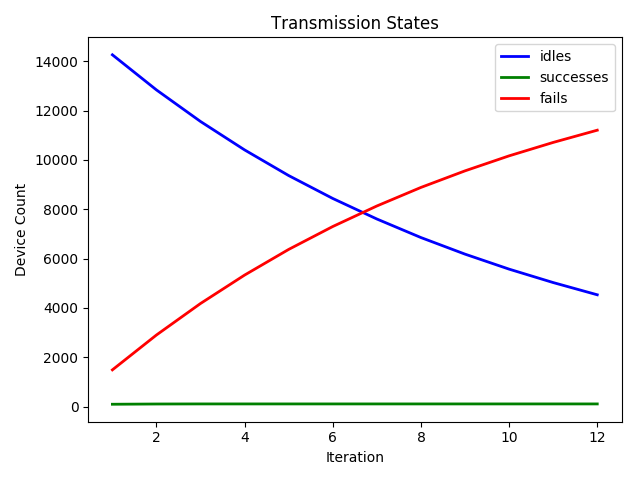 Transmission States
idles
successes
fails
14000
12000
10000
8000
6000
4000
2000
0
Device Count
2 4 6 8 10 12
Iteration